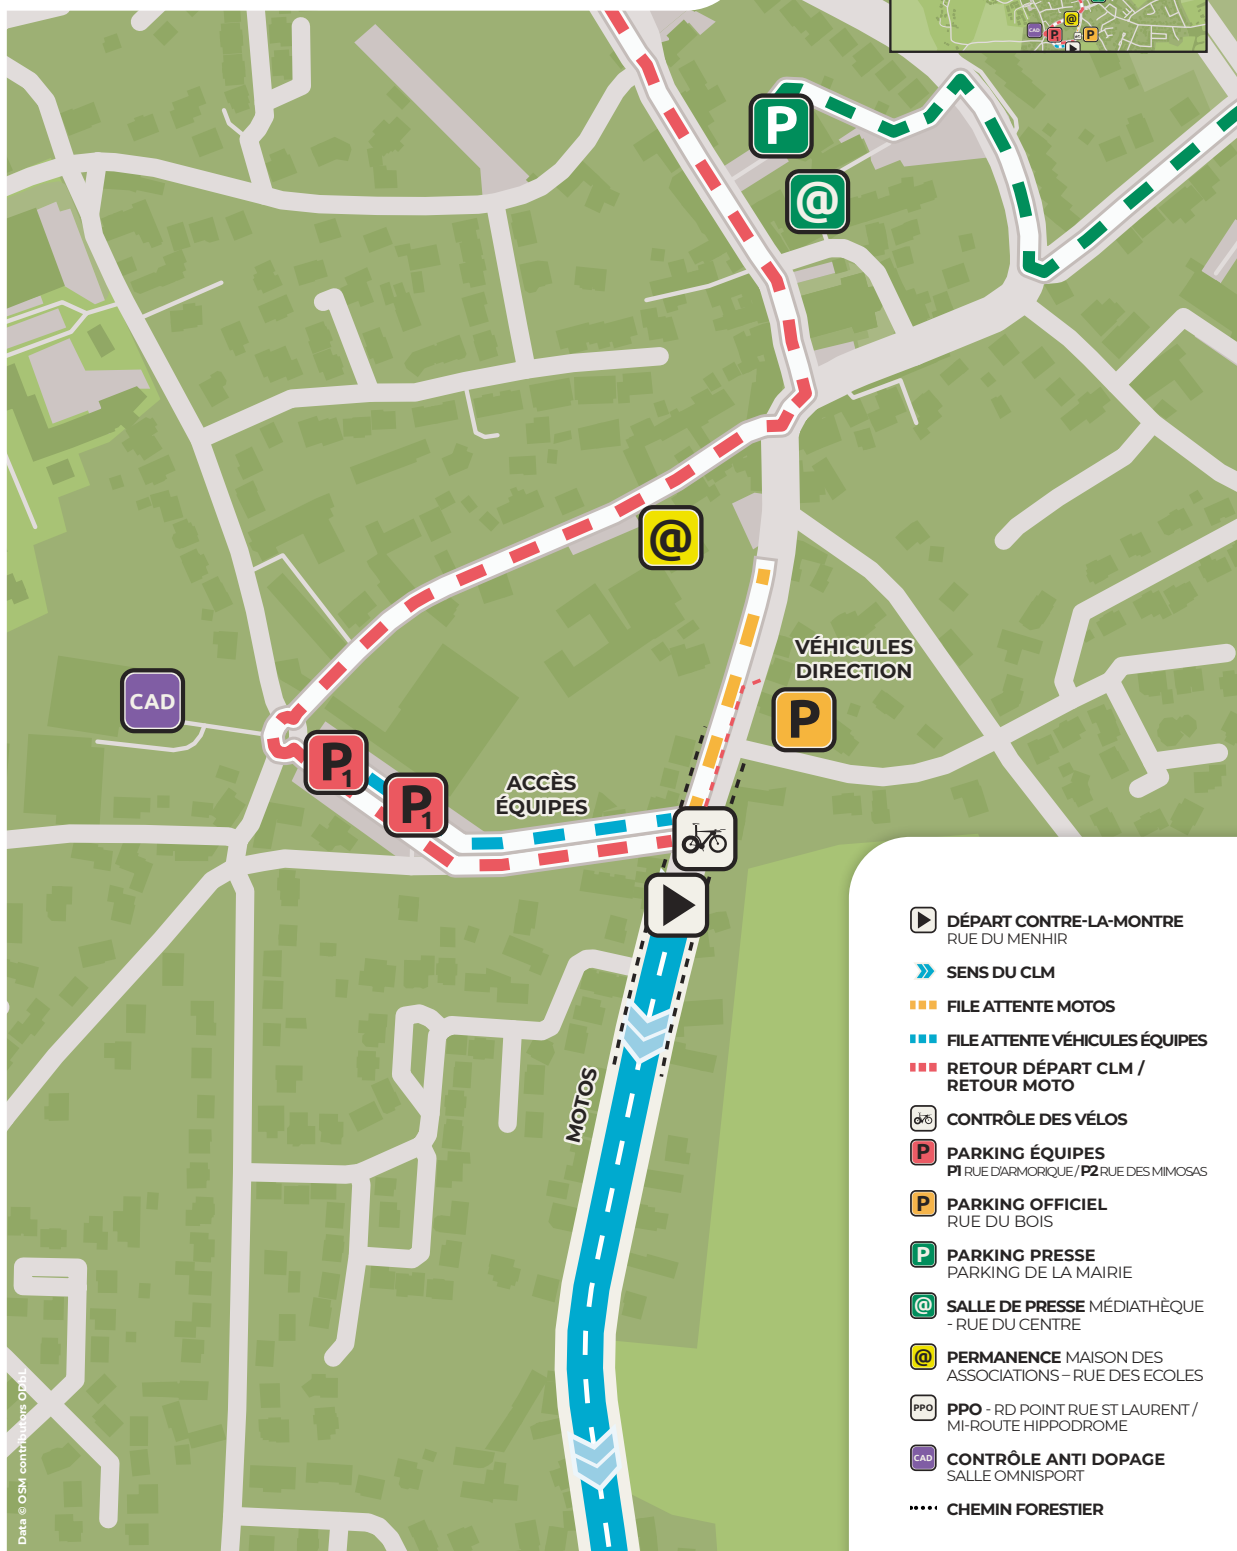 CAD
@
P1
P
P
@
@
VÉHICULES
DIRECTION
CAD
P
P1
P1
ACCÈS
ÉQUIPES
MOTOS
DÉPART CONTRE-LA-MONTRE
RUE DU MENHIR
SENS DU CLM
FILE ATTENTE MOTOS
FILE ATTENTE VÉHICULES ÉQUIPES
RETOUR DÉPART CLM /
RETOUR MOTO
CONTRÔLE DES VÉLOS
P PARKING ÉQUIPES
P1 RUE D'ARMORIQUE / P2 RUE DES MIMOSAS
P PARKING OFFICIEL
RUE DU BOIS
P PARKING PRESSE
PARKING DE LA MAIRIE
@ SALLE DE PRESSE MÉDIATHÈQUE
- RUE DU CENTRE
@ PERMANENCE MAISON DES
ASSOCIATIONS – RUE DES ECOLES
PPO PPO - RD POINT RUE ST LAURENT /
MI-ROUTE HIPPODROME
CAD CONTRÔLE ANTI DOPAGE
SALLE OMNISPORT
CHEMIN FORESTIER
Data © OSM contributors ODbL